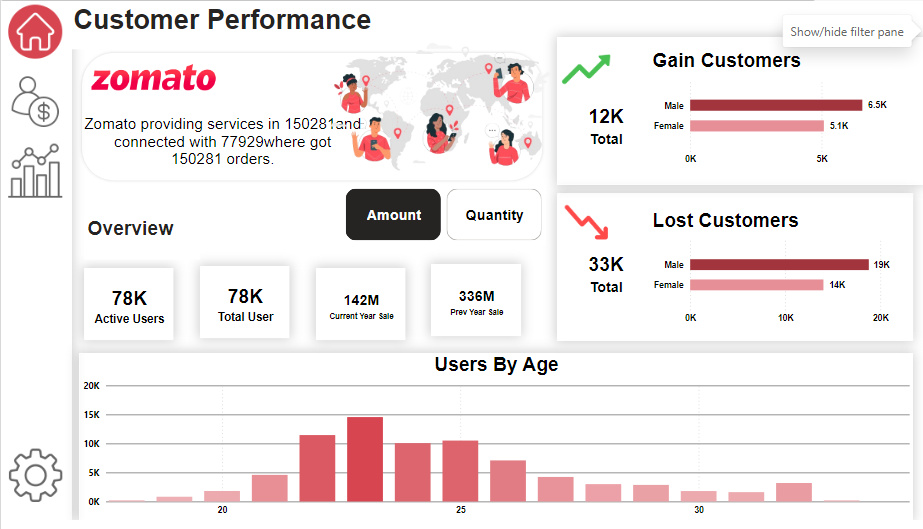 Customer Performance
Show/hide filter pane
zomato
Zomato providing services in 150281and
connected with 77929where got
150281 orders.
Gain Customers
12K
Total
Male
6.5K
Female
5.1K
0K
5K
Amount
Quantity
Overview
Lost Customers
33K
Total
Male
19K
Female
14K
0K
10K
20K
78K
Active Users
78K
Total User
142M
Current Year Sale
336M
Prev Year Sale
Users By Age
20K
15K
10K
5K
0K
20
25
30